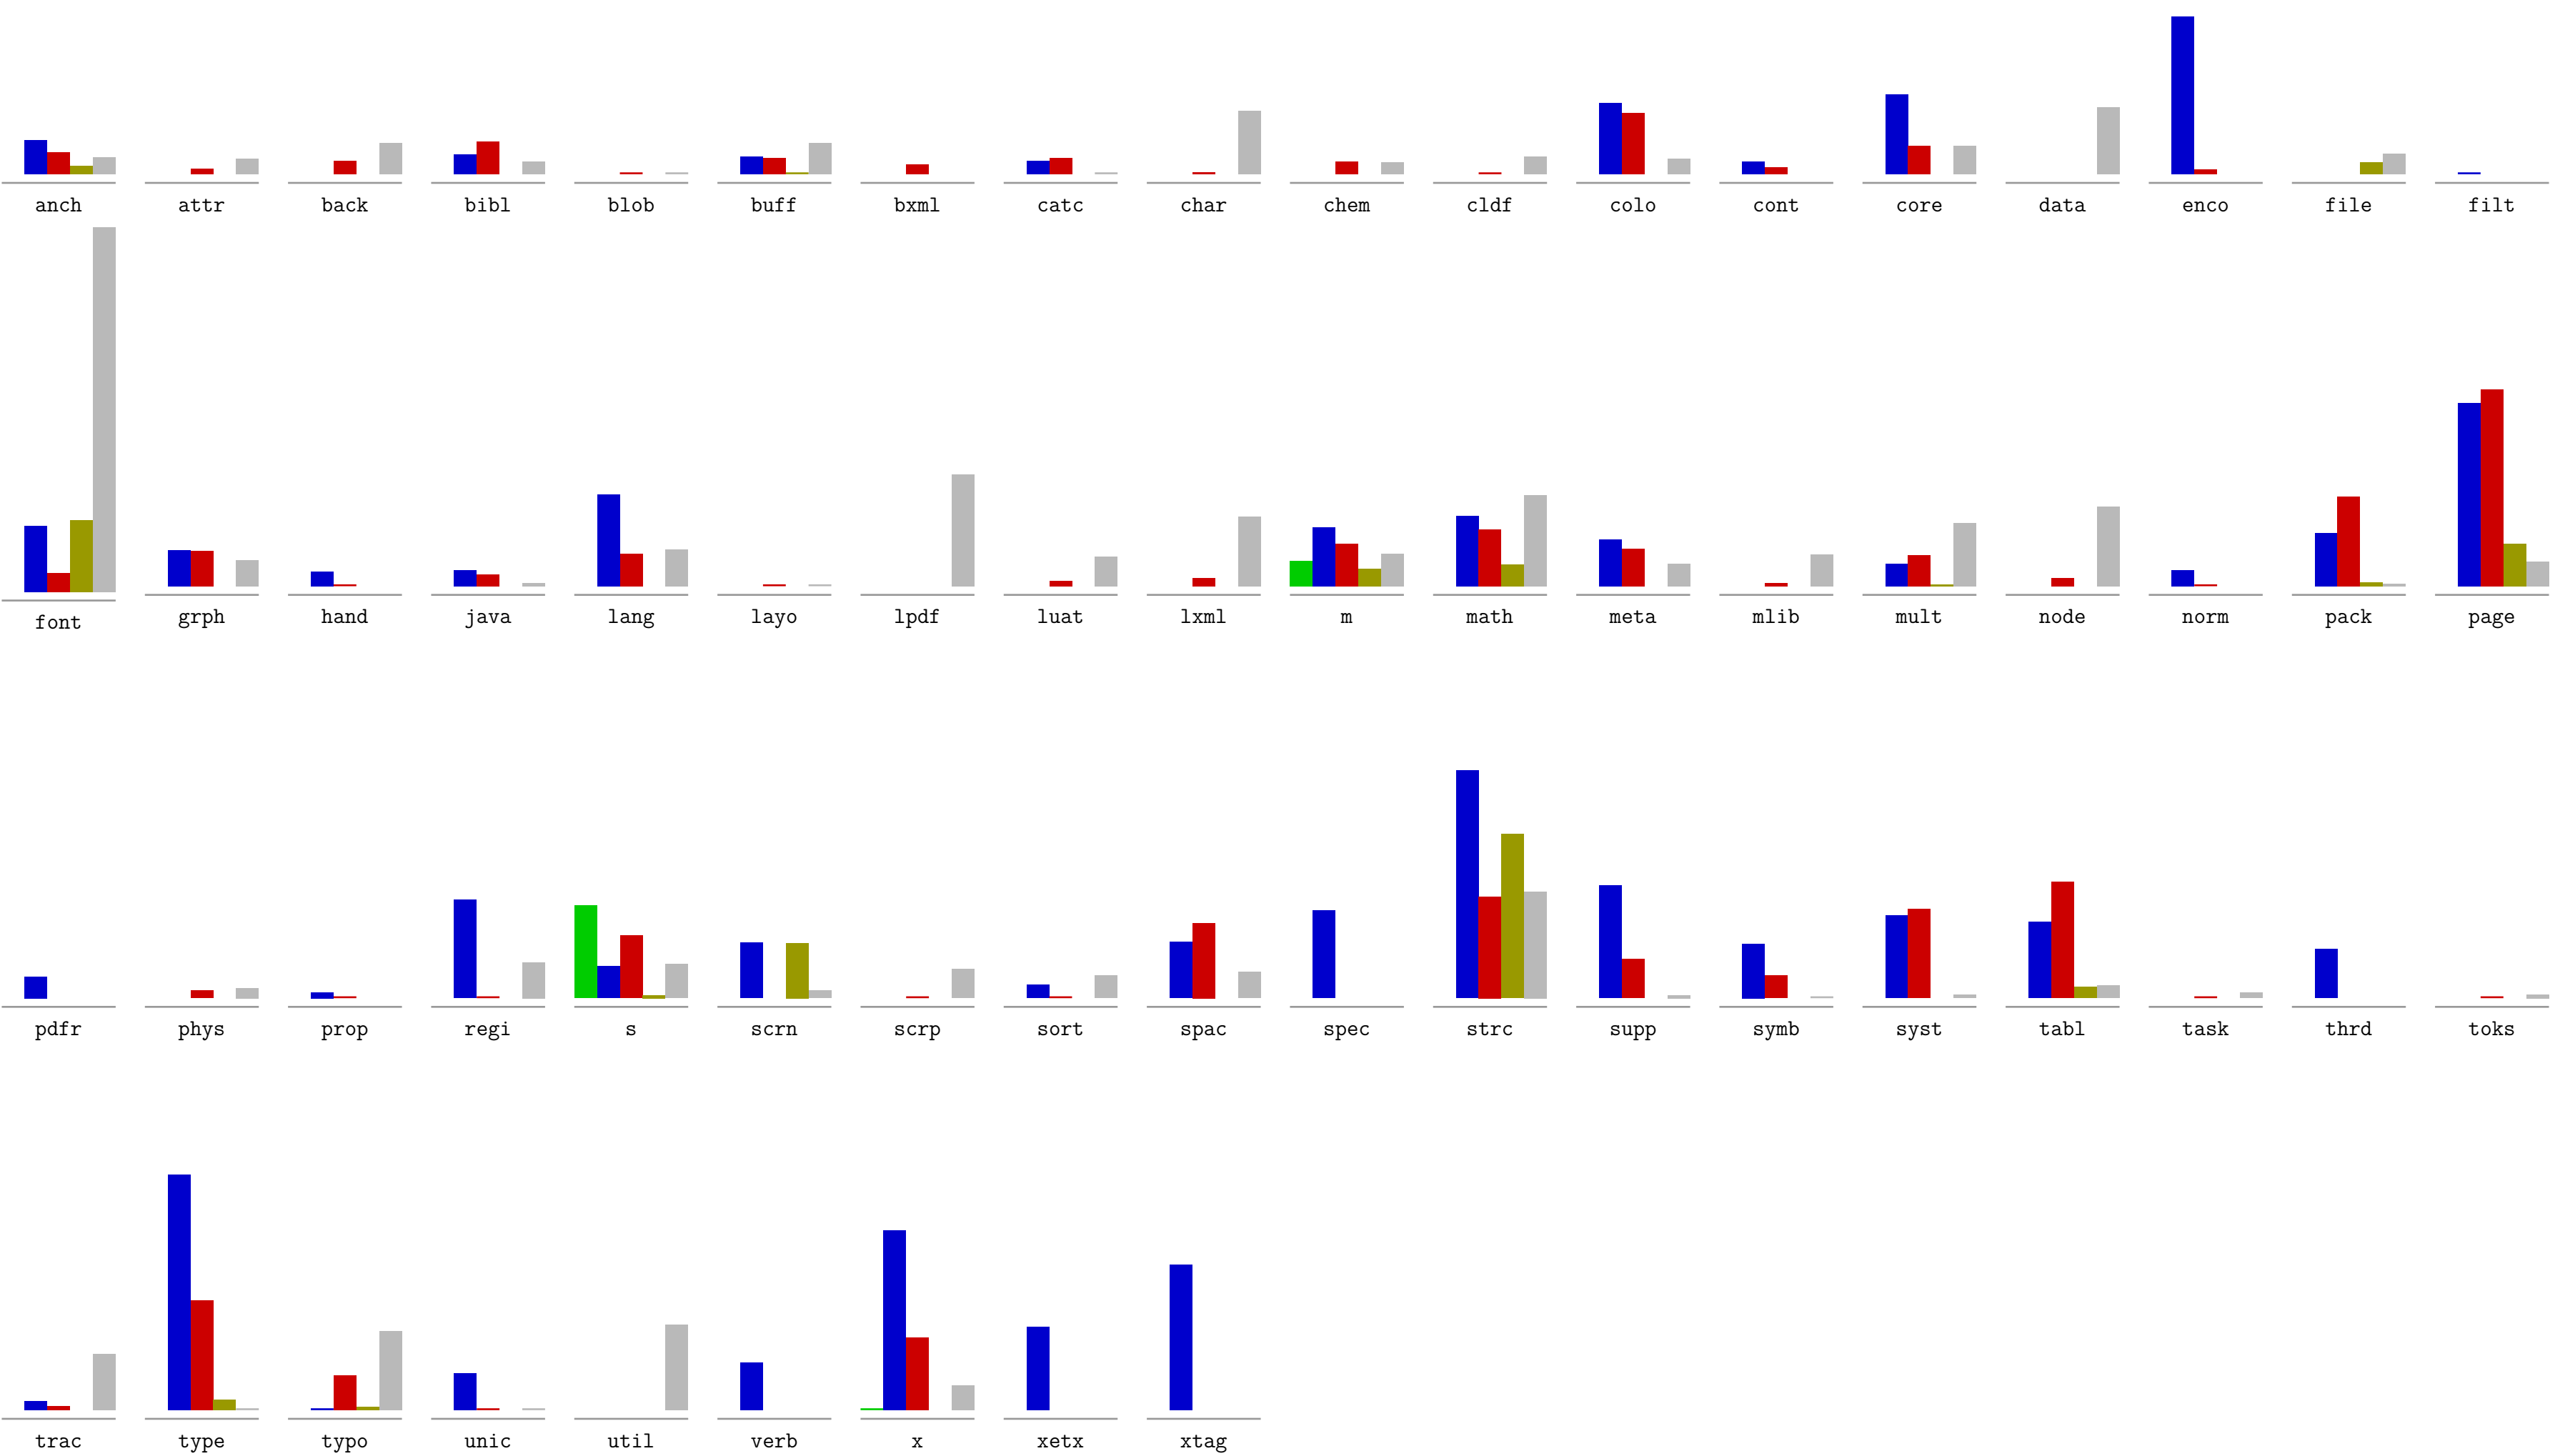 anch attr back bibl blob buff bxml catc char chem cldf colo cont core data enco file filt
font grph hand java lang layo lpdf luat lxml m math meta mlib mult node norm pack page
pdfr phys prop regi s scrn scrp sort spac spec strc supp symb syst tabl task thrd toks
trac type typo unic util verb x xetx xtag